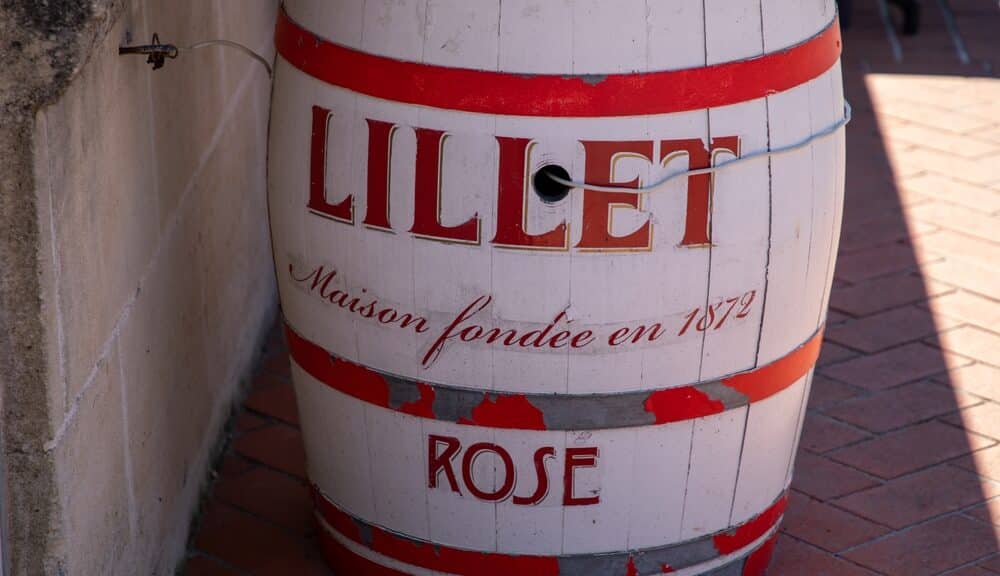 LILLET
Maison fondée en 1872
ROSE